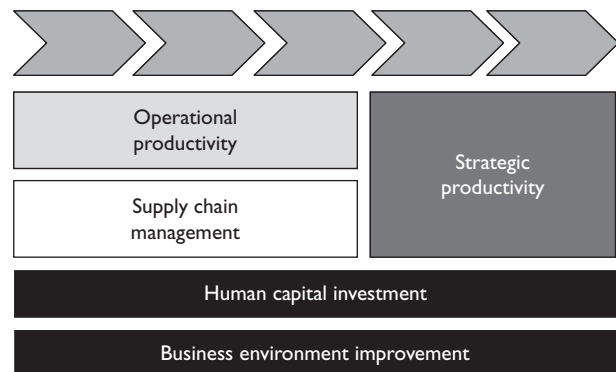 Operational
productivity
Strategic
productivity
Supply chain
management
Human capital investment
Business environment improvement